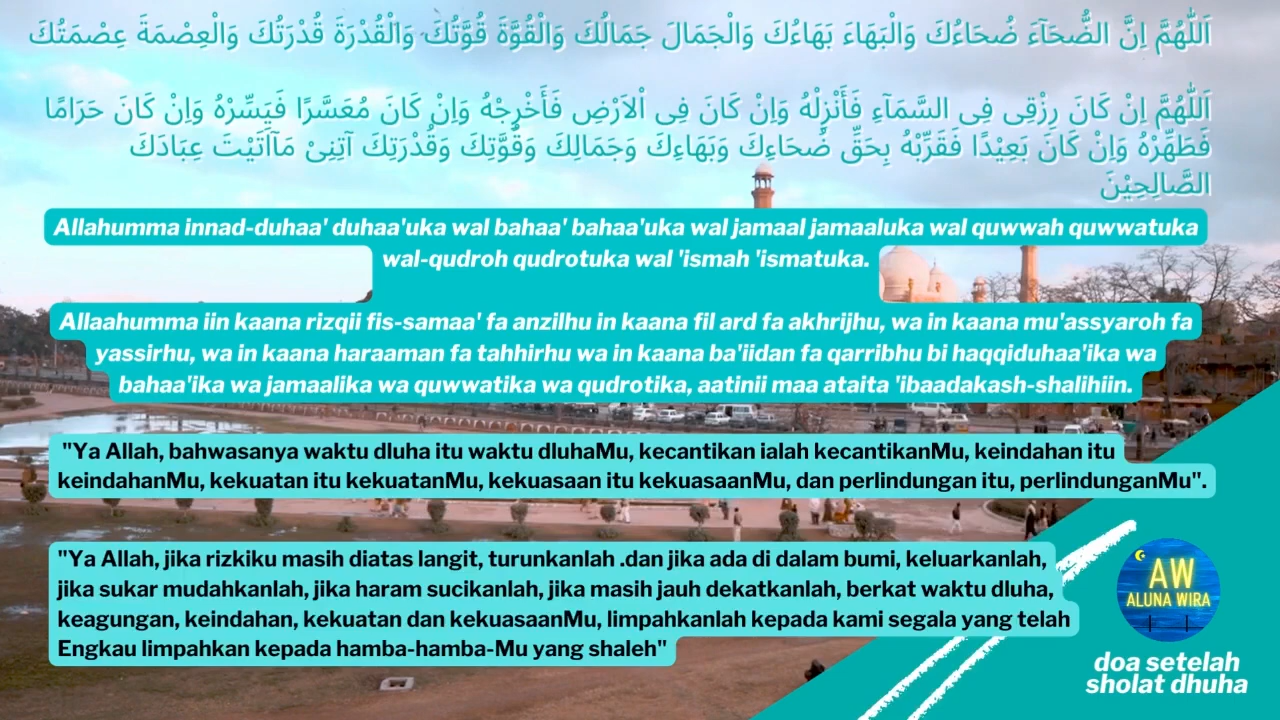 اَللّٰهُمَّ اِنَّ الضُّحَآءَ ضُحَاءُكَ وَالْبَهَاءَ بَهَاءُكَ وَالْجَمَالَ جَمَالُكَ وَالْقُوَّةَ قُوَّتُكَ وَالْقُدْرَةَ قُدْرَتُكَ وَالْعِصْمَةَ عِصْمَتُكَ
اَللّٰهُمَّ اِنْ كَانَ رِزْقِى فِى السَّمَآءِ فَأَنْزِلْهُ وَاِنْ كَانَ فِى اْلاَرْضِ فَأَخْرِجْهُ وَاِنْ كَانَ مُعَسَّرًا فَيَسِّرْهُ وَاِنْ كَانَ حَرَامًا
فَطَهِّرْهُ وَاِنْ كَانَ بَعِيْدًا فَقَرِّبْهُ بِحَقِّ ضُحَاءِكَ وَبَهَاءِكَ وَجَمَالِكَ وَقُوَّتِكَ وَقُدْرَتِكَ آتِنِىْ مَآاَتَيْتَ عِبَادَكَ
الصَّالِحِيْنَ
Allahumma innad-duhaa' duhaa'uka wal bahaa' bahaa'uka wal jamaal jamaaluka wal quwwah quwwatuka
wal-qudroh qudrotuka wal 'ismah 'ismatuka.
Allaahumma iin kaana rizqii fis-samaa' fa anzilhu in kaana fil ard fa akhrijhu, wa in kaana mu'assyaroh fa
yassirhu, wa in kaana haraaman fa tahhirhu wa in kaana ba'iidan fa qarribhu bi haqqiduhaa'ika wa
bahaa'ika wa jamaalika wa quwwatika wa qudrotika, aatinii maa ataita 'ibaadakash-shalihiin.
"Ya Allah, bahwasanya waktu dluha itu waktu dluhaMu, kecantikan ialah kecantikanMu, keindahan itu
keindahanMu, kekuatan itu kekuatanMu, kekuasaan itu kekuasaanMu, dan perlindungan itu, perlindunganMu".
"Ya Allah, jika rizkiku masih diatas langit, turunkanlah .dan jika ada di dalam bumi, keluarkanlah,
jika sukar mudahkanlah, jika haram sucikanlah, jika masih jauh dekatkanlah, berkat waktu dluha,
keagungan, keindahan, kekuatan dan kekuasaanMu, limpahkanlah kepada kami segala yang telah
Engkau limpahkan kepada hamba-hamba-Mu yang shaleh"
AW
ALUNA WIRA
doa setelah
sholat dhuha